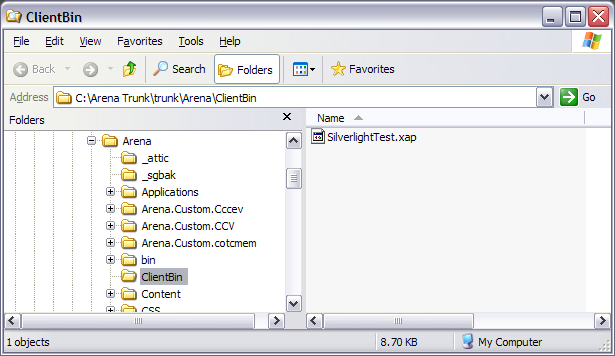 ClientBin
File Edit View Favorites Tools Help
Back Search Folders Favorites
Address C:\Arena Trunk\trunk\Arena\ClientBin Go
Folders
Name
Arena
SilverlightTest.xap
_attic
_sgbak
Applications
Arena.Custom.Cccev
Arena.Custom.CCV
Arena.Custom.cotcmem
bin
ClientBin
Content
CSS
1 objects 8.70 KB My Computer